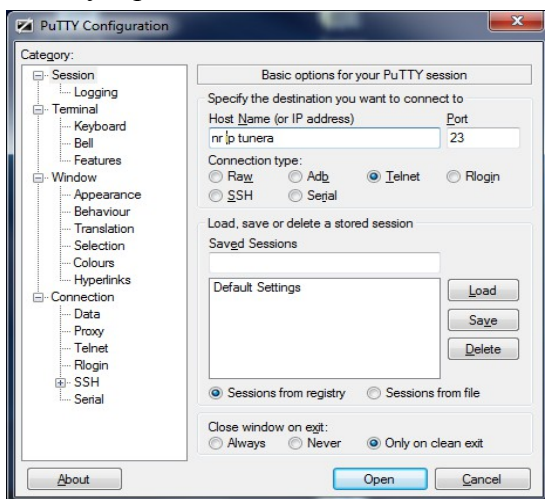 PuTTY Configuration
Category:
Session
Logging
Terminal
Keyboard
Bell
Features
Window
Appearance
Behaviour
Translation
Selection
Colours
Hyperlinks
Connection
Data
Proxy
Telnet
Rlogin
SSH
Serial
Basic options for your PuTTY session
Specify the destination you want to connect to
Host Name (or IP address) Port
nr ip tunera 23
Connection type:
Raw Adb Telnet Rlogin
SSH Serial
Load, save or delete a stored session
Saved Sessions
Default Settings
Load
Save
Delete
Sessions from registry Sessions from file
Close window on exit:
Always Never Only on clean exit
About Open Cancel